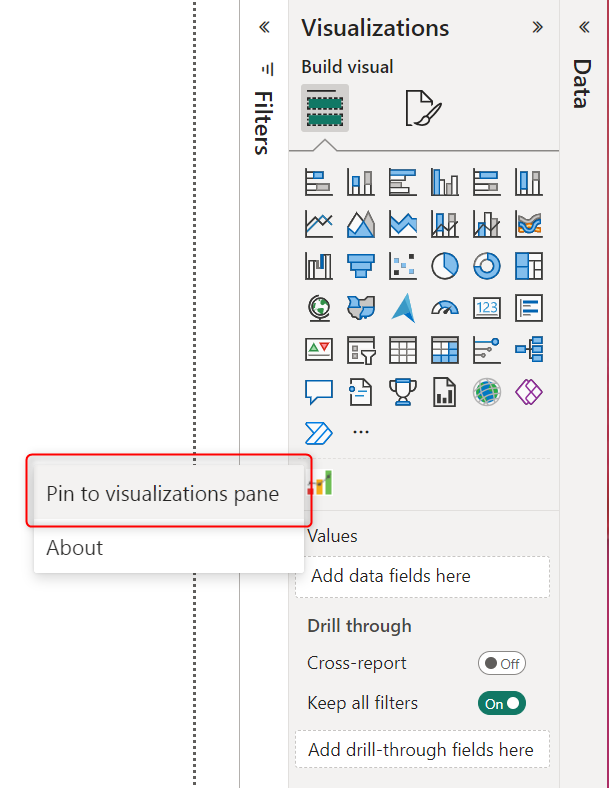 Visualizations
Build visual
Filters
Data
123
Pin to visualizations pane
About
Values
Add data fields here
Drill through
Cross-report
Off
Keep all filters
On
Add drill-through fields here